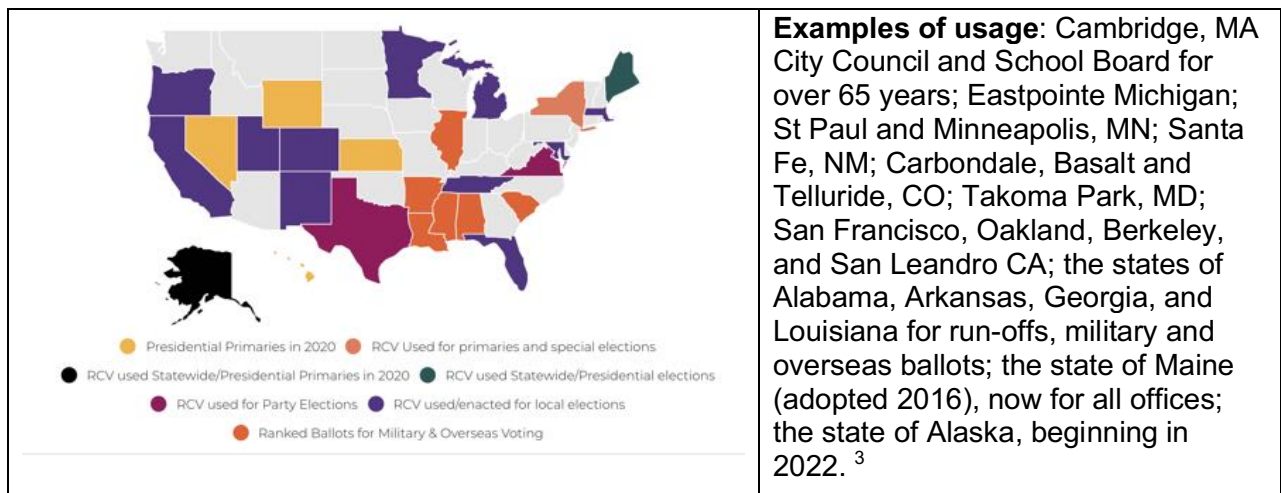 Presidential Primaries in 2020 RCV Used for primaries and special elections
RCV used Statewide/Presidential Primaries in 2020 RCV used Statewide/Presidential elections
RCV used for Party Elections RCV used/enacted for local elections
Ranked Ballots for Military & Overseas Voting
Examples of usage: Cambridge, MA
City Council and School Board for
over 65 years; Eastpointe Michigan;
St Paul and Minneapolis, MN; Santa
Fe, NM; Carbondale, Basalt and
Telluride, CO; Takoma Park, MD;
San Francisco, Oakland, Berkeley,
and San Leandro CA; the states of
Alabama, Arkansas, Georgia, and
Louisiana for run-offs, military and
overseas ballots; the state of Maine
(adopted 2016), now for all offices;
the state of Alaska, beginning in
2022. 3